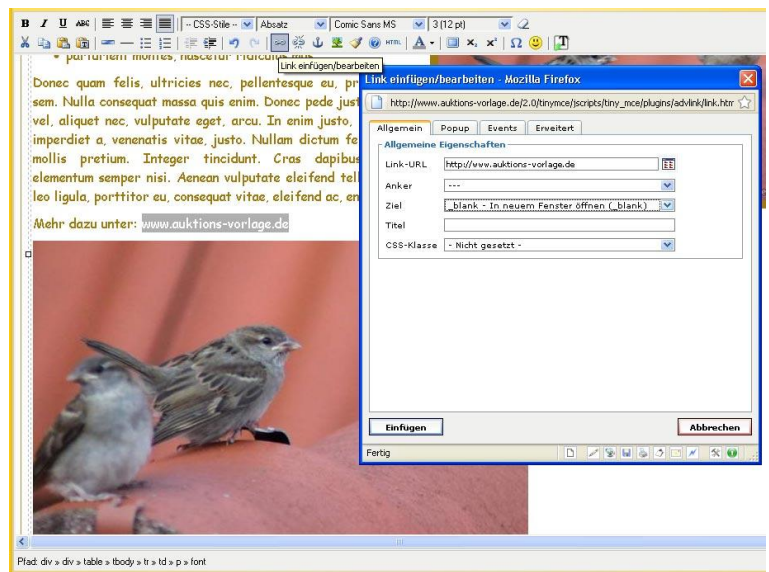 B I U ABC -- CSS-Stile -- Absatz Comic Sans MS 3 (12 pt)
HTML A x₂ x² Ω T
Link einfügen/bearbeiten
parturient montes, nascetur ridiculus mus.
Donec quam felis, ultricies nec, pellentesque eu, pr
sem. Nulla consequat massa quis enim. Donec pede just
vel, aliquet nec, vulputate eget, arcu. In enim justo,
imperdiet a, venenatis vitae, justo. Nullam dictum fe
mollis pretium. Integer tincidunt. Cras dapibus
elementum semper nisi. Aenean vulputate eleifend tell
leo ligula, porttitor eu, consequat vitae, eleifend ac, en
Mehr dazu unter: www.auktions-vorlage.de
Link einfügen/bearbeiten - Mozilla Firefox
http://www.auktions-vorlage.de/2.0/tinymce/jscripts/tiny_mce/plugins/advlink/link.htm
Allgemein Popup Events Erweitert
Allgemeine Eigenschaften
Link-URL http://www.auktions-vorlage.de
Anker ---
Ziel _blank - In neuem Fenster öffnen (_blank)
Titel
CSS-Klasse - Nicht gesetzt -
Einfügen Abbrechen
Fertig
Pfad: div » div » table » tbody » tr » td » p » font